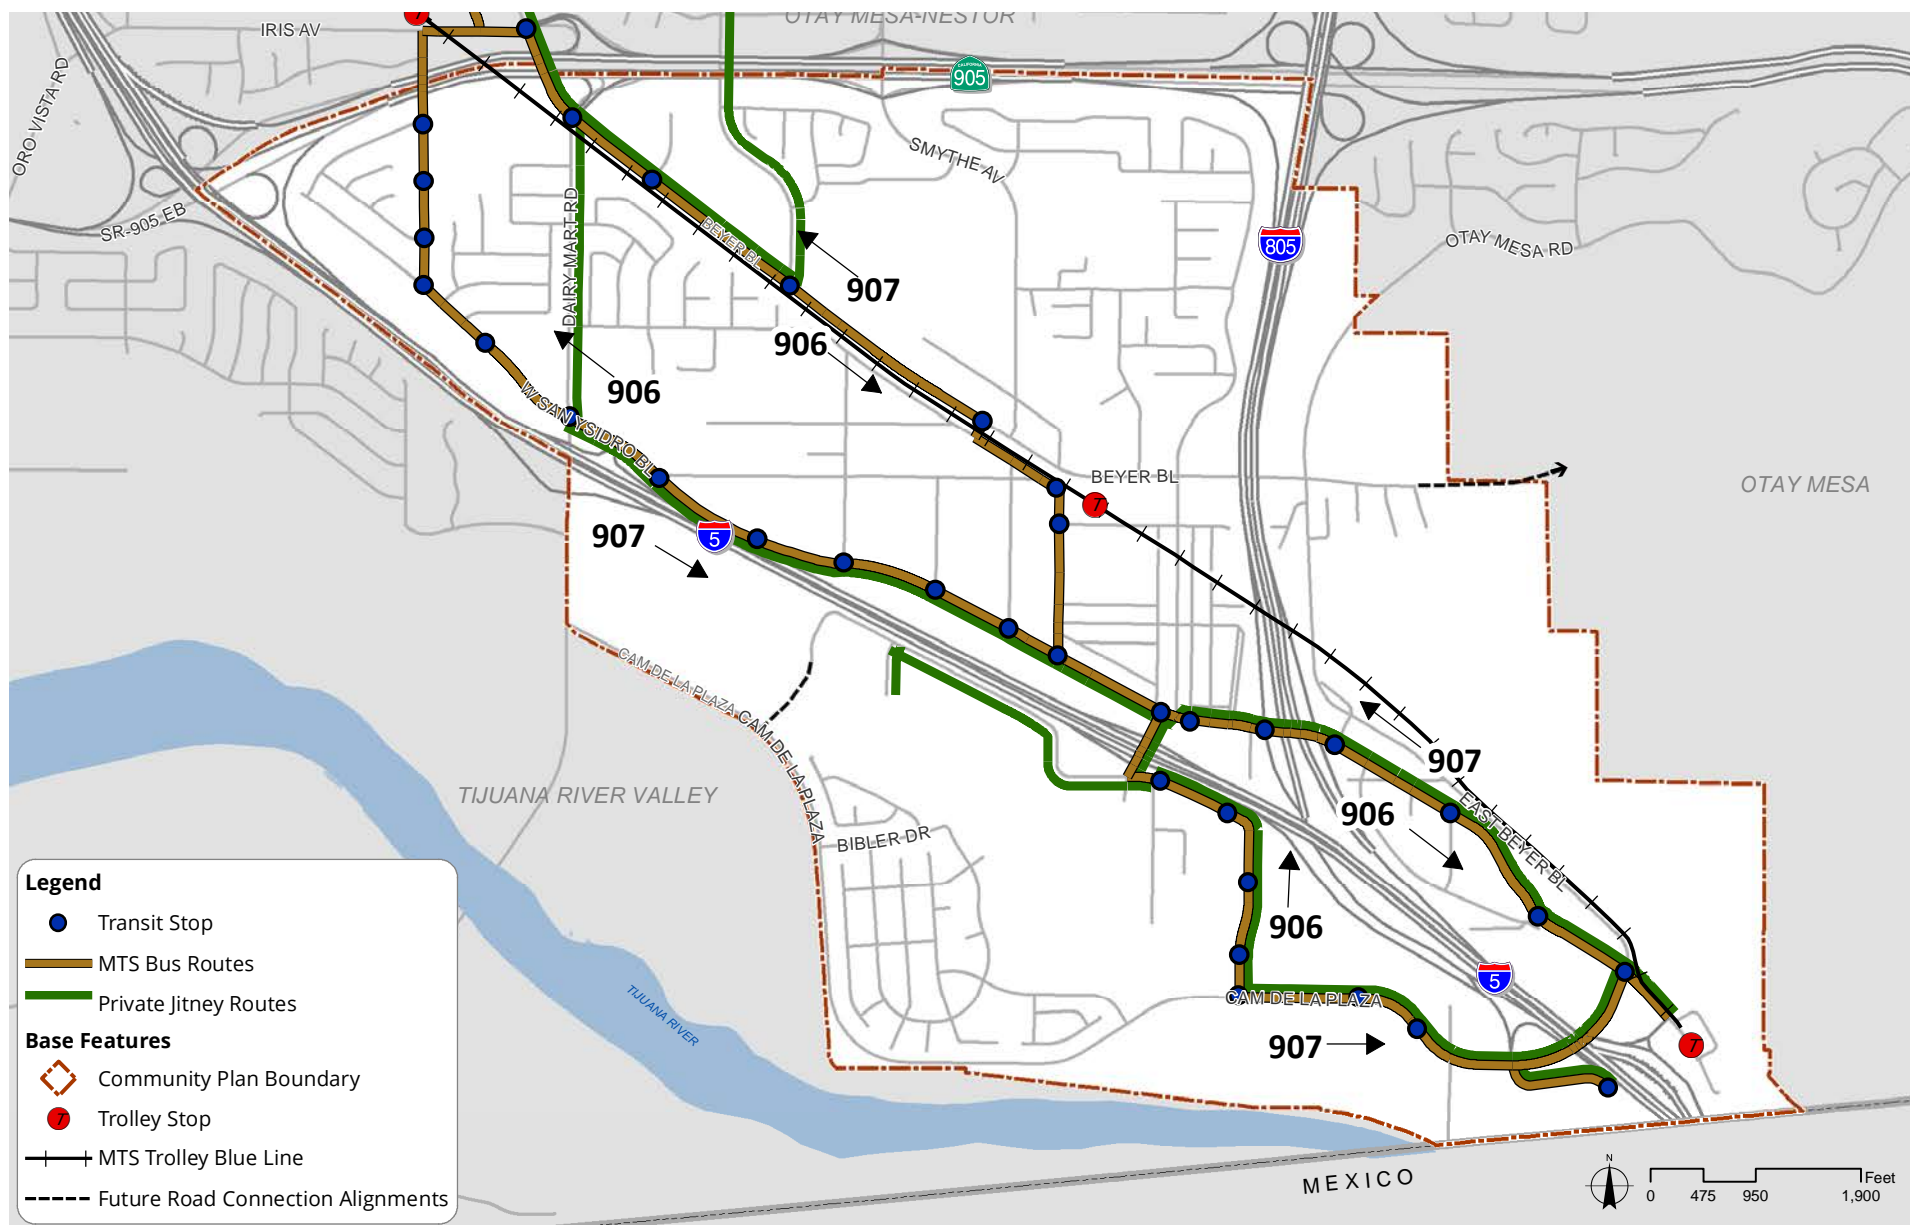 OTAY MESA-NESTOR
IRIS AV
CALIFORNIA
905
ORO VISTA RD
SMYTHE AV
SR-905 EB
DAIRY MART RD
BEYER BL
805
OTAY MESA RD
907
906
906
W SAN YSIDRO BL
BEYER BL
T
OTAY MESA
907
5
CAM DE LA PLAZA
CAM DE LA PLAZA
907
TIJUANA RIVER VALLEY
906
EAST BEYER BL
BIBLER DR
906
5
CAM DE LA PLAZA
TIJUANA RIVER
907
T
MEXICO
Legend
Transit Stop
MTS Bus Routes
Private Jitney Routes
Base Features
Community Plan Boundary
T
Trolley Stop
MTS Trolley Blue Line
Future Road Connection Alignments
N
Feet
0 475 950 1,900